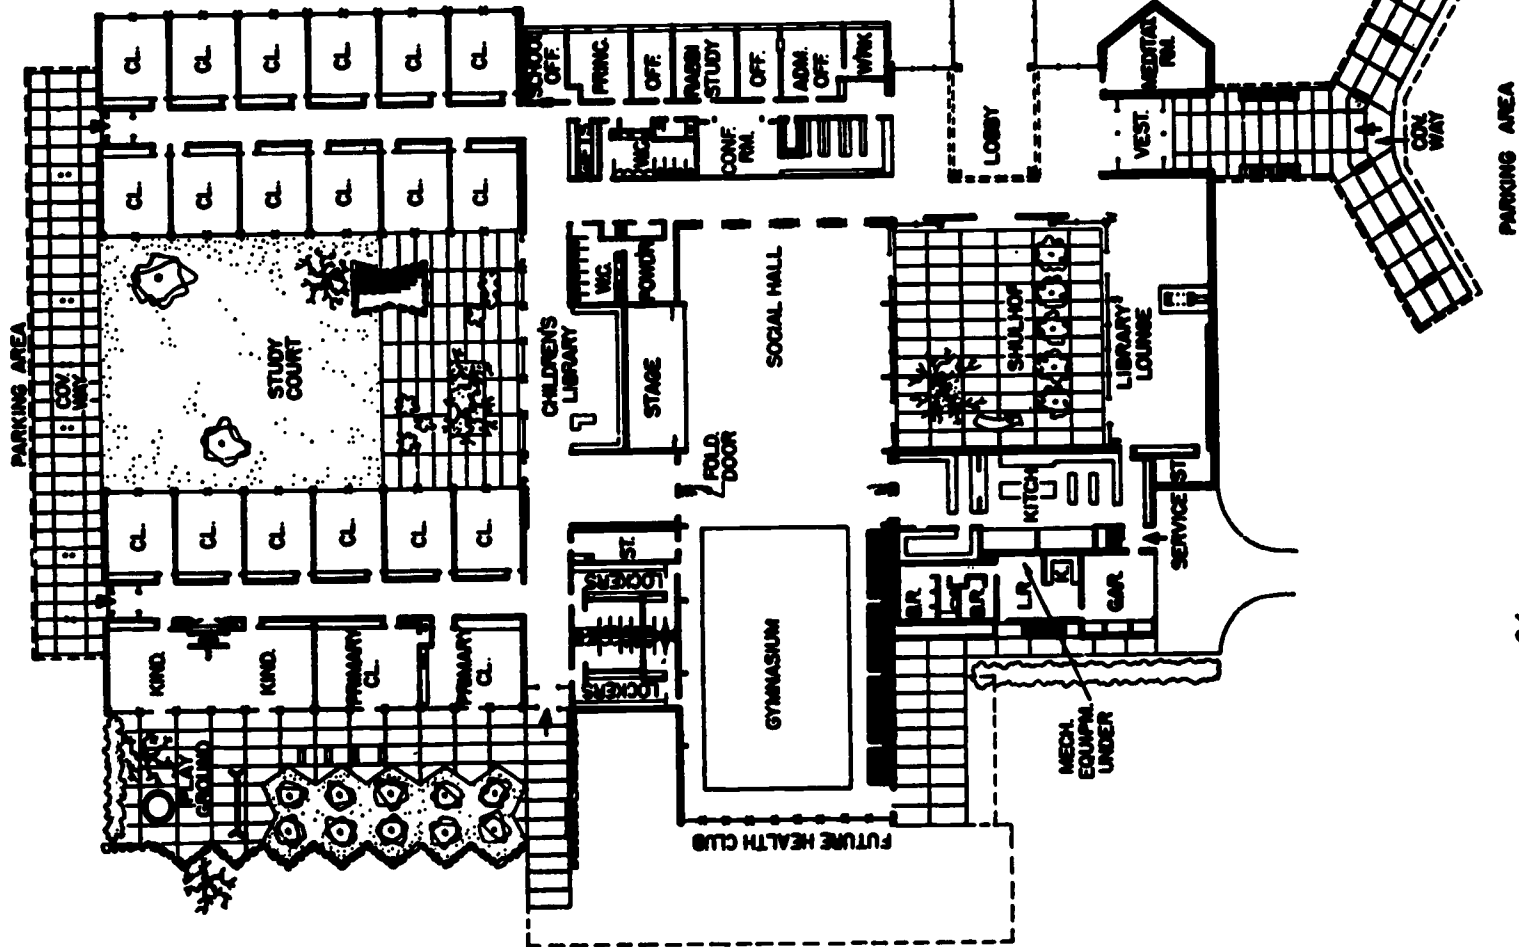 CL.
CL.
CL.
CL.
CL.
CL.
SCHOOL
OFF.
PRINC.
OFF.
RABBI
STUDY
OFF.
ADM.
OFF.
WRK
MEDITAT.
RM.
CL.
CL.
CL.
CL.
CL.
CL.
W.C.
CONF.
RM.
LOBBY
VEST.
COV.
WAY
PARKING AREA
PARKING AREA
COV.
WAY
STUDY
COURT
CHILDREN'S
LIBRARY
W.C.
POWDR
STAGE
SOCIAL HALL
SHULHOF
LIBRARY
LOUNGE
FOLD.
DOOR
KITCH
SERVICE
ST.
CL.
CL.
CL.
CL.
CL.
CL.
ST.
LOCKERS
LOCKERS
B.R.
B.R.
L.R.
K.
GAR.
KIND.
KIND.
PRIMARY
CL.
PRIMARY
CL.
GYMNASIUM
MECH.
EQUIPM.
UNDER
PLAY
GROUND
FUTURE HEALTH CLUB